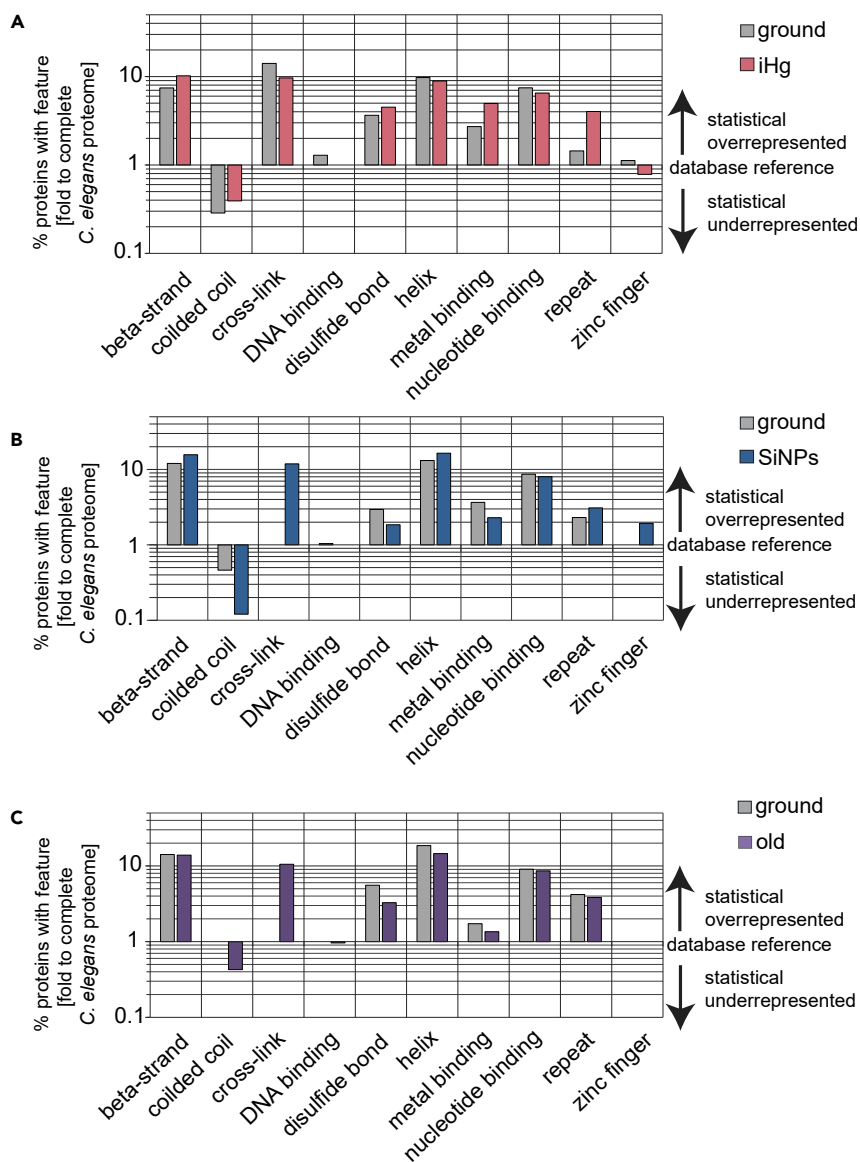 A
% proteins with feature
[fold to complete
C. elegans proteome]
10
1
0.1
ground
iHg
statistical
overrepresented
database reference
statistical
underrepresented
beta-strand
coilded coil
cross-link
DNA binding
disulfide bond
helix
metal binding
nucleotide binding
repeat
zinc finger
B
% proteins with feature
[fold to complete
C. elegans proteome]
10
1
0.1
ground
SiNPs
statistical
overrepresented
database reference
statistical
underrepresented
beta-strand
coilded coil
cross-link
DNA binding
disulfide bond
helix
metal binding
nucleotide binding
repeat
zinc finger
C
% proteins with feature
[fold to complete
C. elegans proteome]
10
1
0.1
ground
old
statistical
overrepresented
database reference
statistical
underrepresented
beta-strand
coilded coil
cross-link
DNA binding
disulfide bond
helix
metal binding
nucleotide binding
repeat
zinc finger